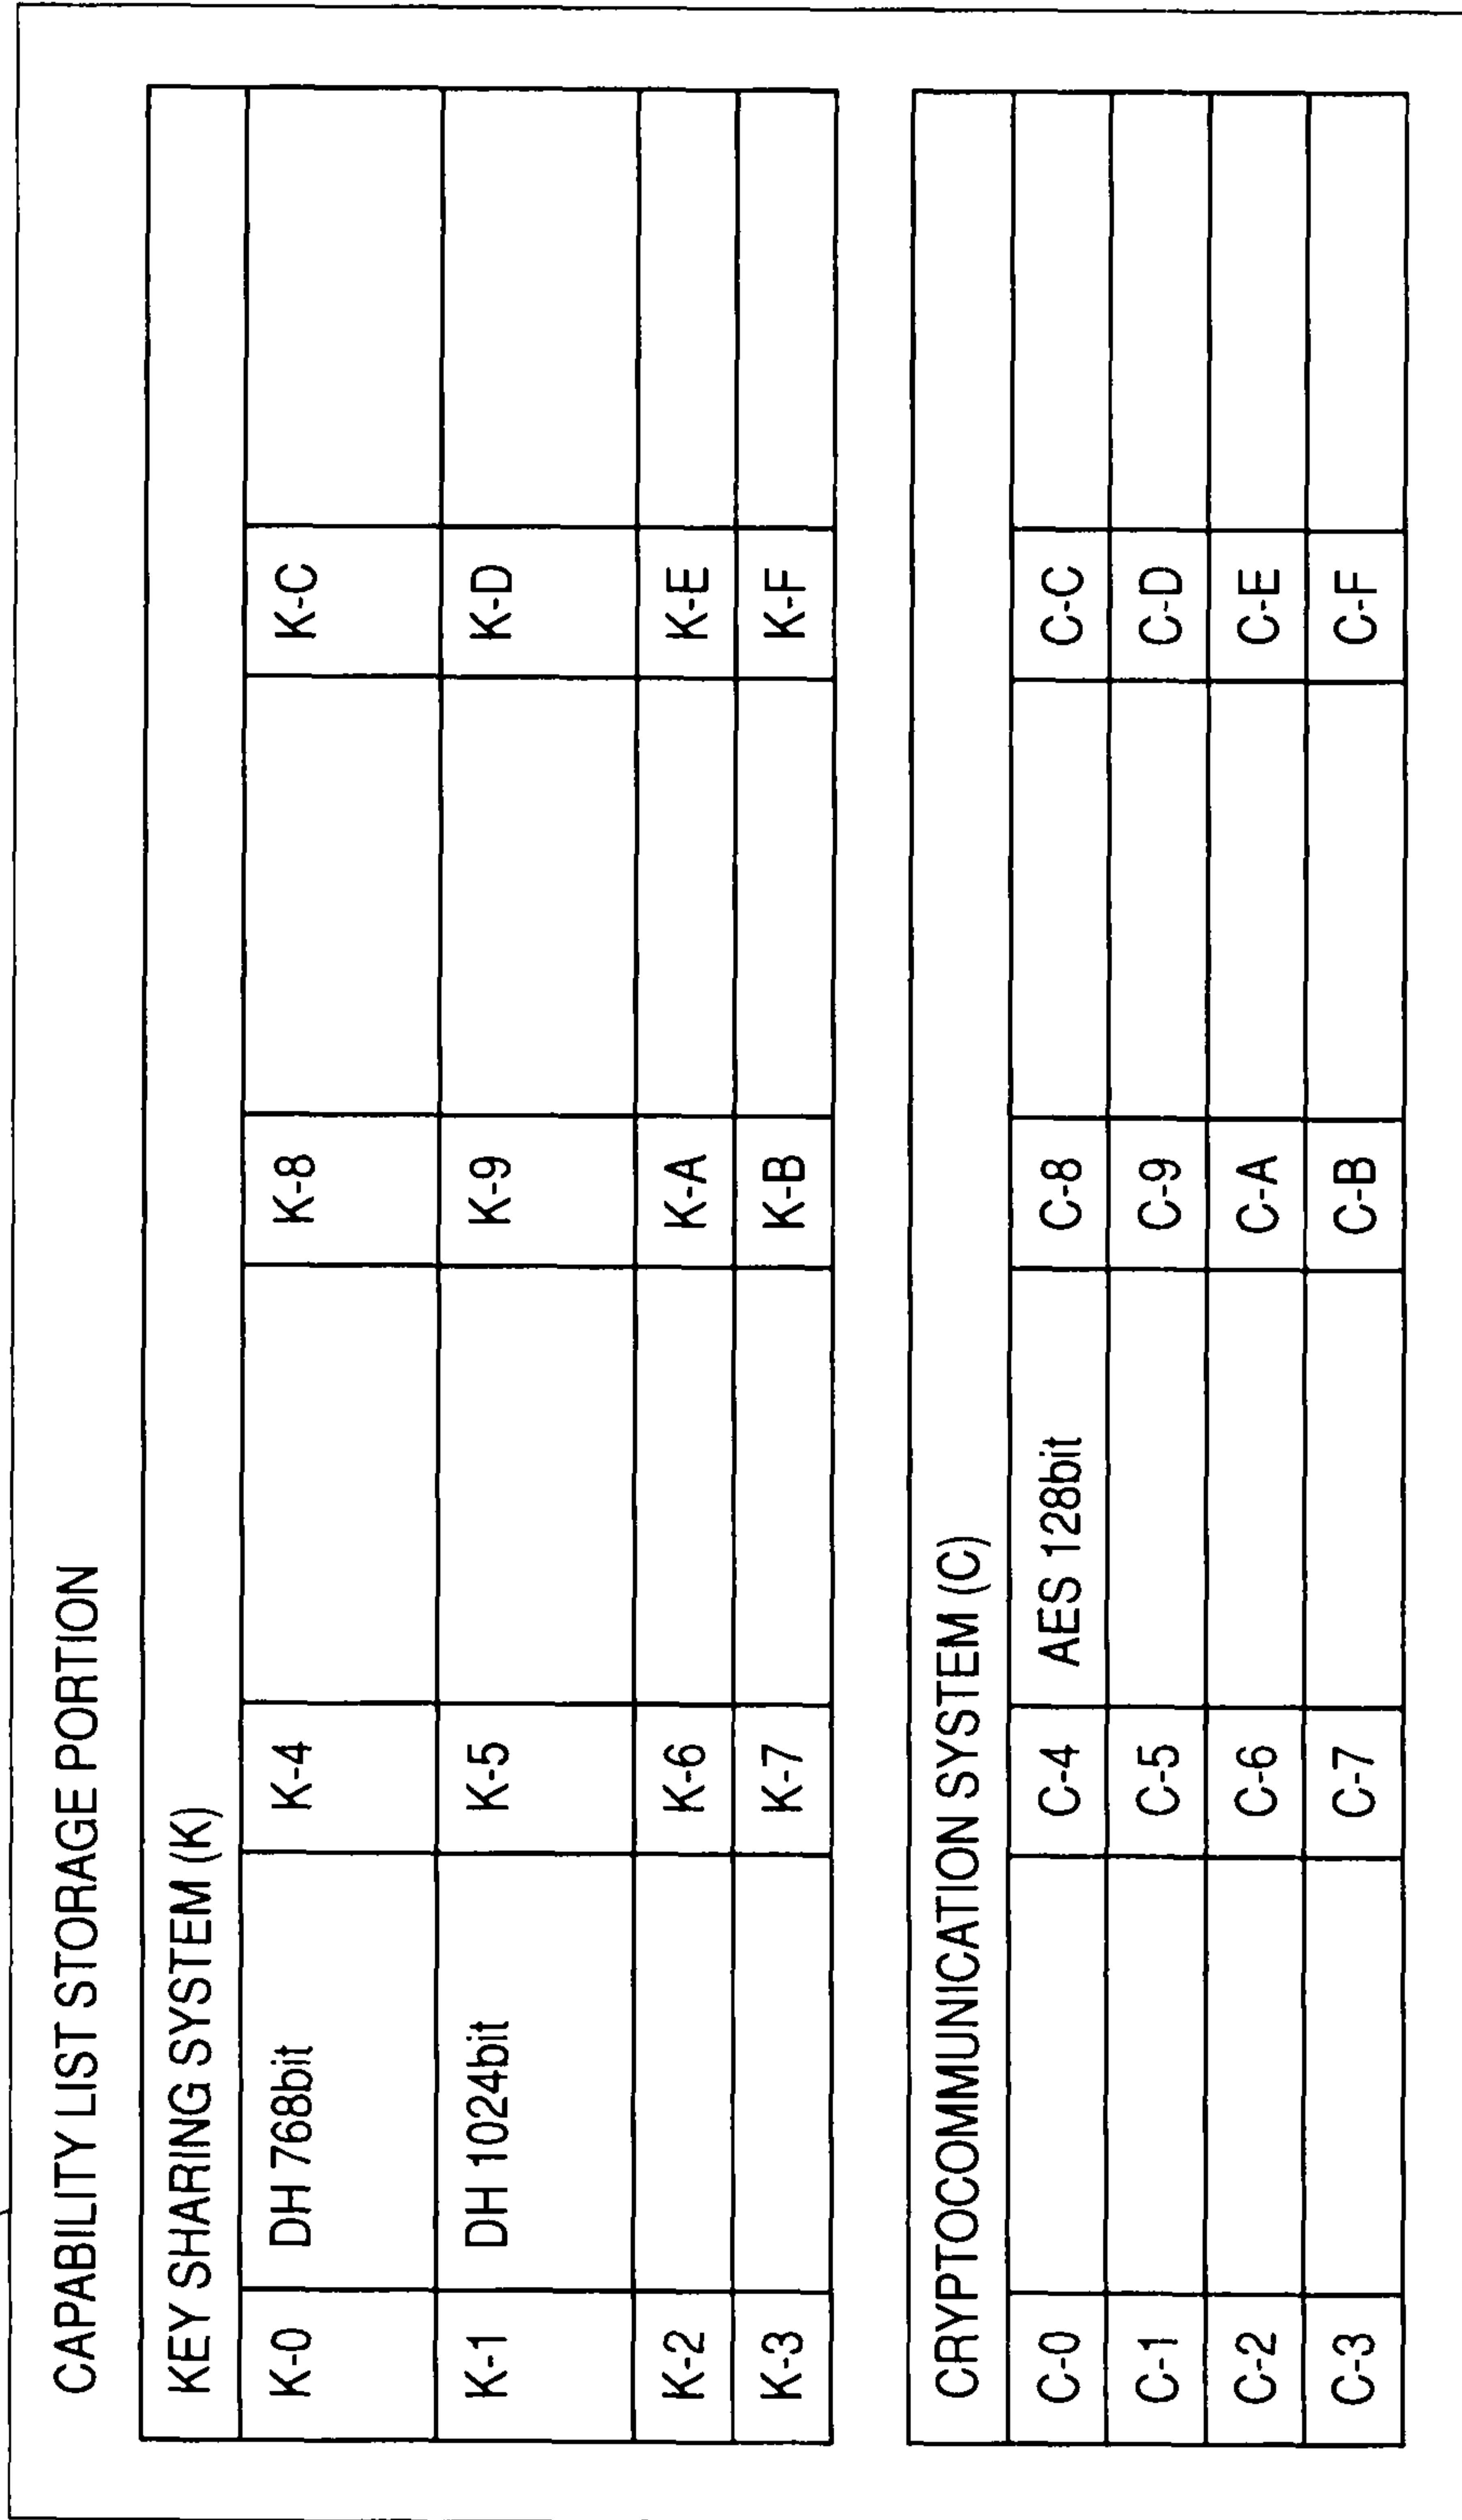 CAPABILITY LIST STORAGE PORTION
KEY SHARING SYSTEM (K)
K-0 DH 768bit K-4 K-8 K-C
K-1 DH 1024bit K-5 K-9 K-D
K-2 K-6 K-A K-E
K-3 K-7 K-B K-F
CRYPTOCOMMUNICATION SYSTEM (C)
C-0 C-4 AES 128bit C-8 C-C
C-1 C-5 C-9 C-D
C-2 C-6 C-A C-E
C-3 C-7 C-B C-F